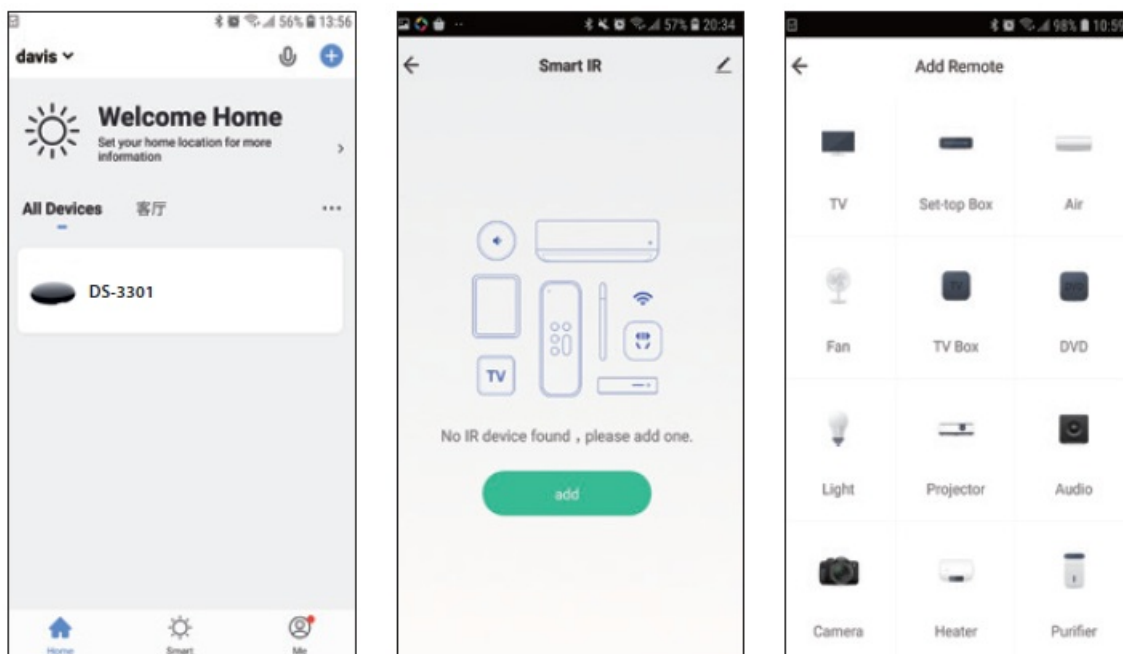 56% 13:56
davis
Welcome Home
Set your home location for more
information
All Devices
客厅
DS-3301
Home
Smart
Me
57% 20:34
Smart IR
TV
No IR device found , please add one.
add
98% 10:59
Add Remote
TV
Set-top Box
Air
Fan
TV
TV Box
DVD
DVD
Light
Projector
Audio
Camera
Heater
Purifier